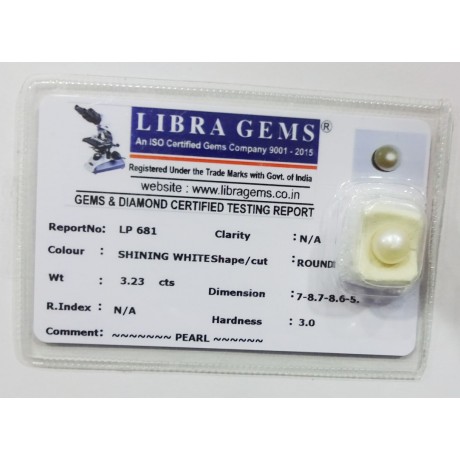 LIBRA GEMS ®
An ISO Certified Gems Company 9001 - 2015
Registered Under the Trade Marks with Govt. of India
website : www.libragems.co.in
GEMS & DIAMOND CERTIFIED TESTING REPORT
ReportNo: LP 681 Clarity : N/A
Colour : SHINING WHITE Shape/cut : ROUND
Wt : 3.23 cts Dimension : 7-8.7-8.6-5.
R.Index : N/A Hardness : 3.0
Comment: ~~~~~~~ PEARL ~~~~~~~